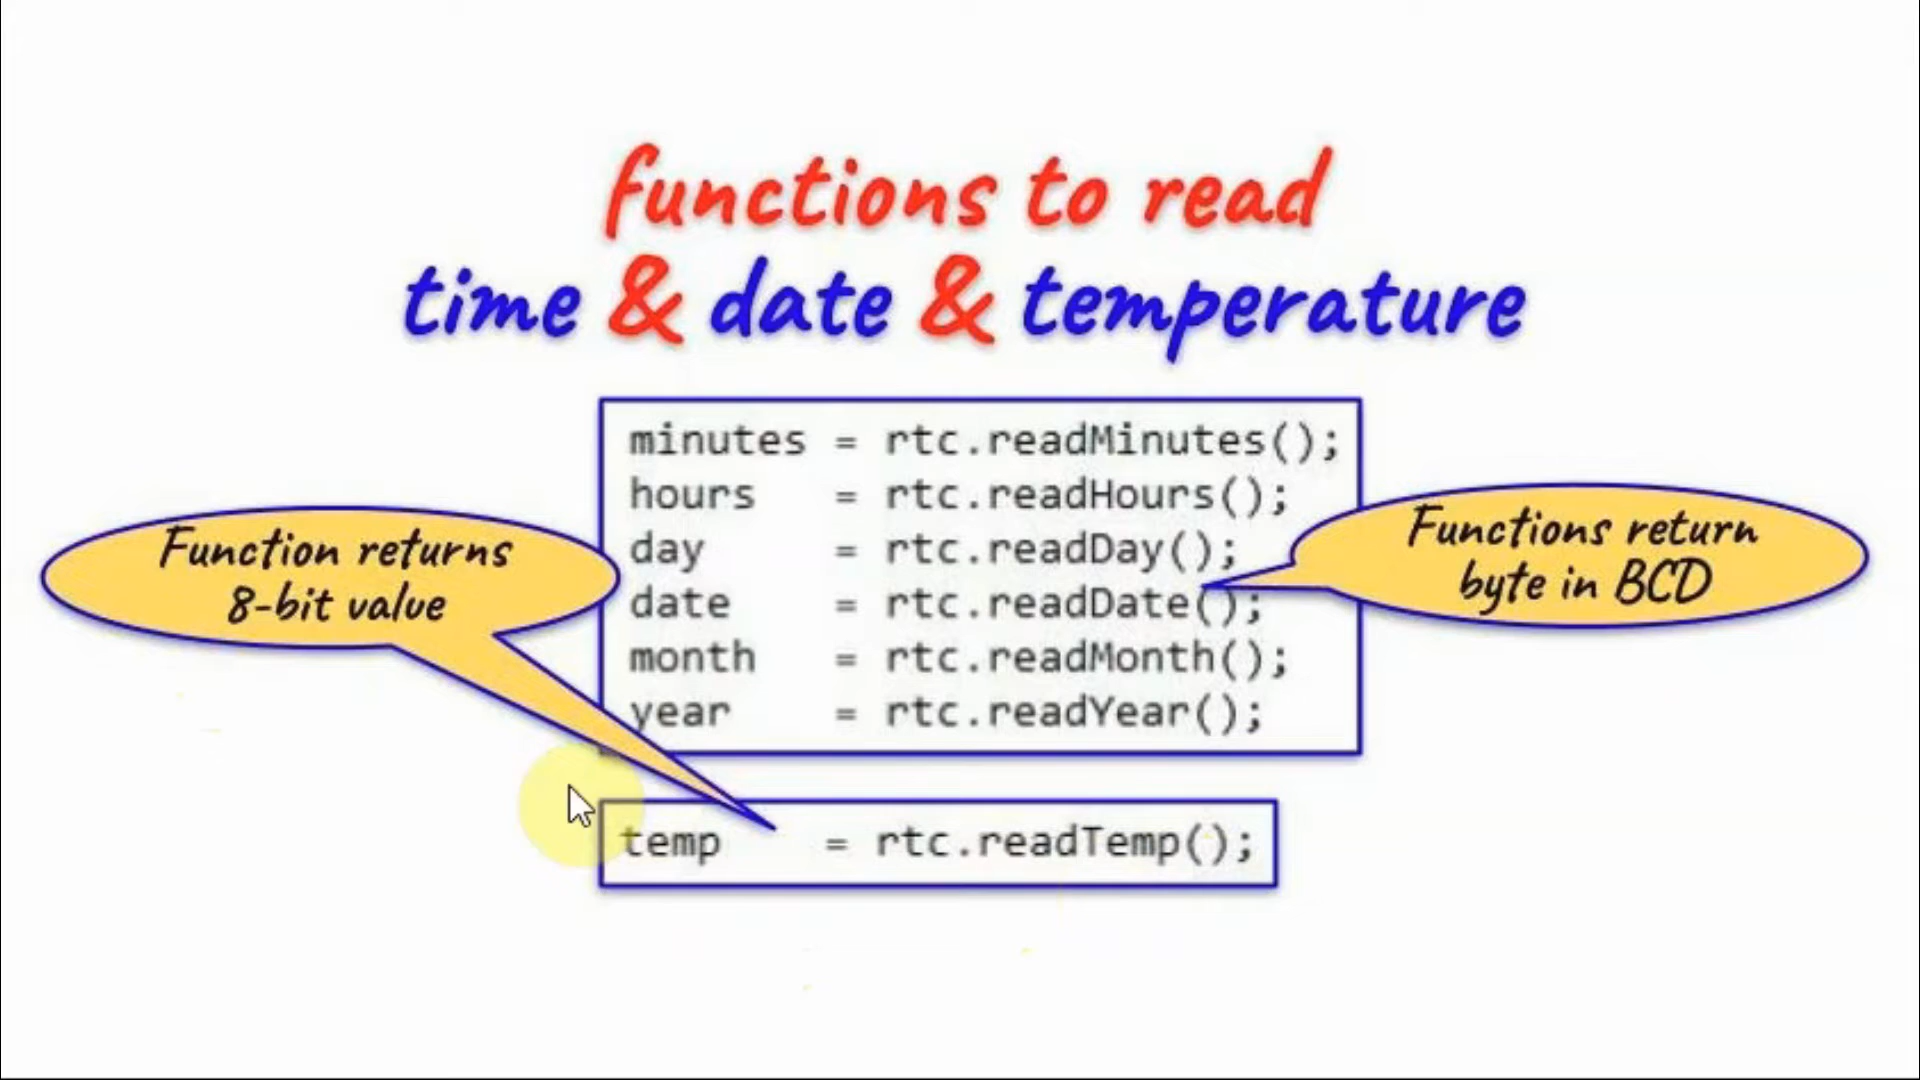 functions to read
time & date & temperature
minutes = rtc.readMinutes();
hours = rtc.readHours();
day = rtc.readDay();
date = rtc.readDate();
month = rtc.readMonth();
year = rtc.readYear();
Function returns
8-bit value
Functions return
byte in BCD
temp = rtc.readTemp();